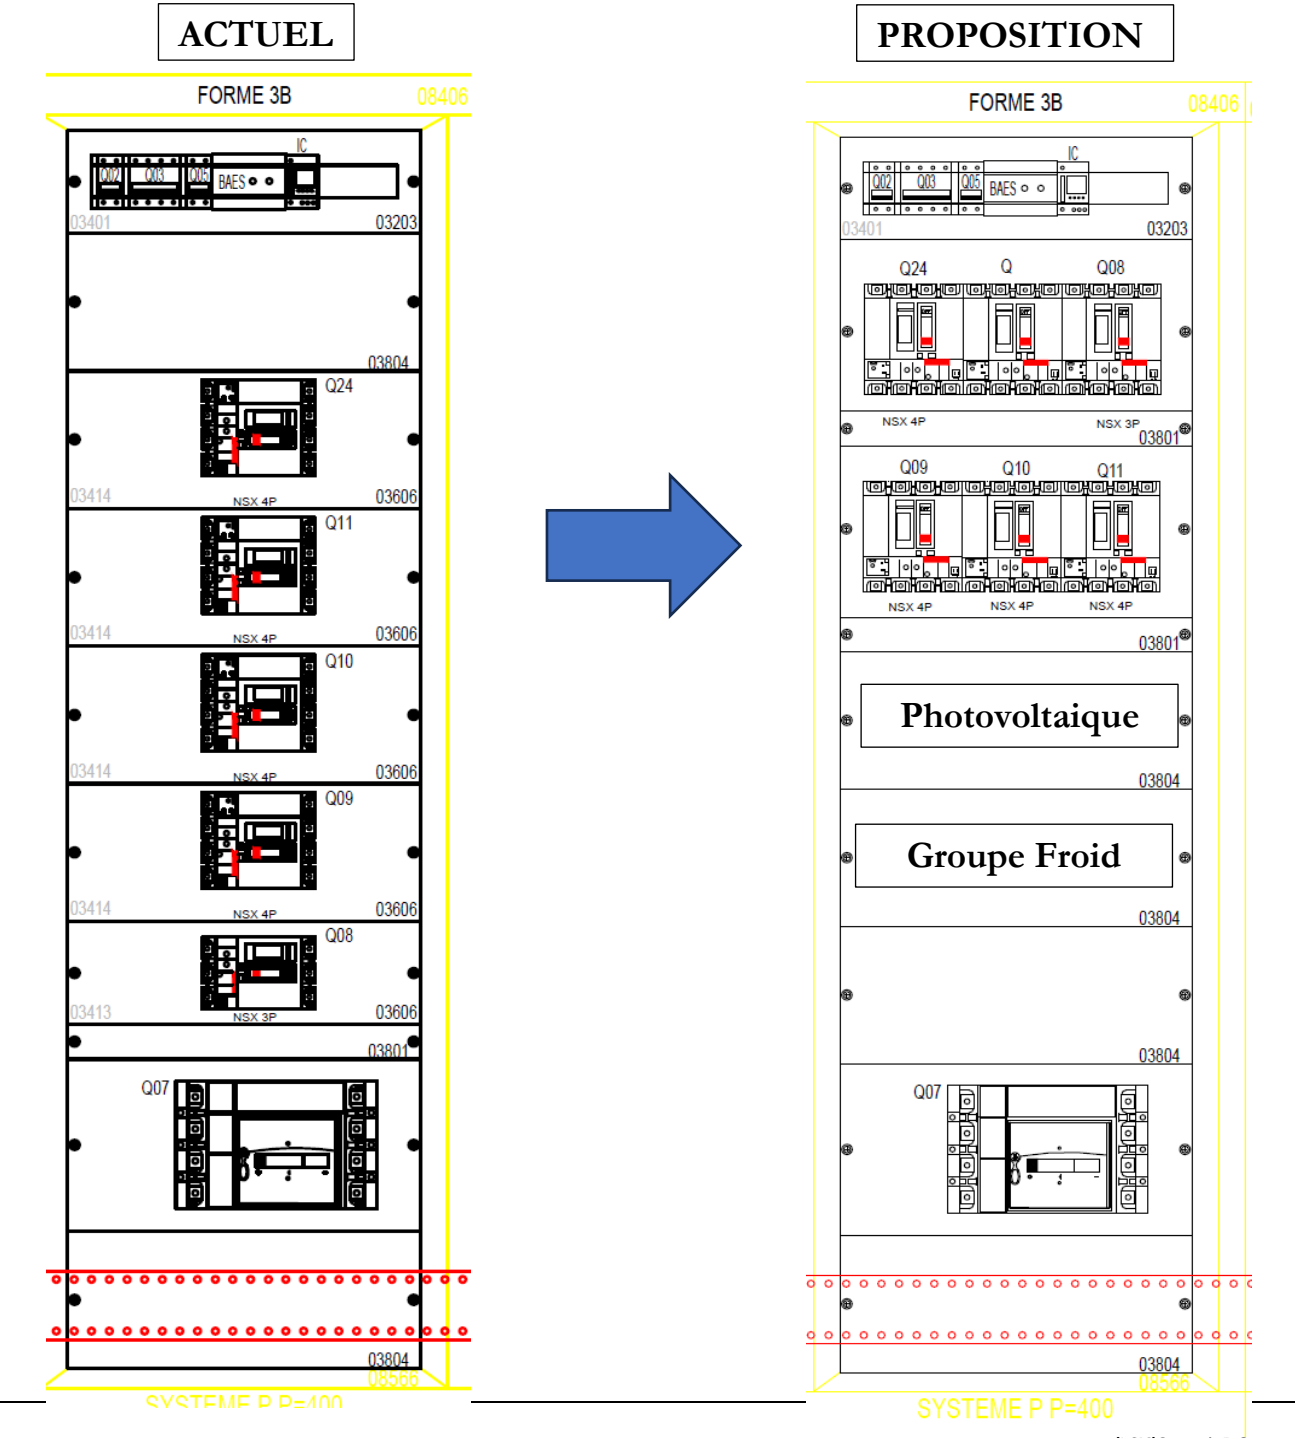 ACTUEL
FORME 3B
08406
IC
Q02 Q03 Q05 BAES
03401 03203
03804
Q24
03414 NSX 4P 03606
Q11
03414 NSX 4P 03606
Q10
03414 NSX 4P 03606
Q09
03414 NSX 4P 03606
Q08
03413 NSX 3P 03606
03801
Q07
03804
08566
SYSTEME P P=400
PROPOSITION
FORME 3B
08406
IC
Q02 Q03 Q05 BAES
03401 03203
Q24 Q Q08
NSX 4P NSX 3P
03801
Q09 Q10 Q11
NSX 4P NSX 4P NSX 4P
03801
Photovoltaique
03804
Groupe Froid
03804
03804
Q07
03804
08566
SYSTEME P P=400